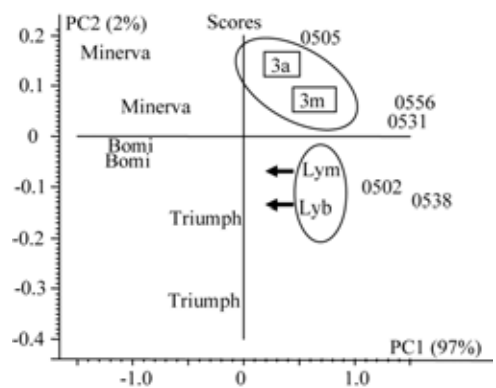 PC2 (2%)
Scores
0.2
0505
Minerva
3a
0.1
3m
Minerva
0556
0531
0
Bomi
Bomi
Lym
-0.1
0502
Lyb
0538
Triumph
-0.2
-0.3
Triumph
-0.4
PC1 (97%)
-1.0
0
1.0